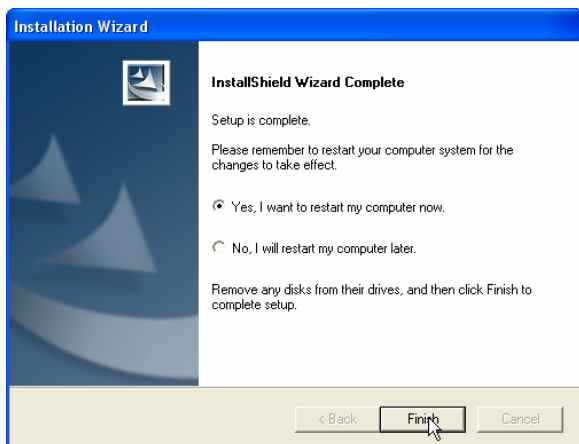 Installation Wizard
InstallShield Wizard Complete
Setup is complete.
Please remember to restart your computer system for the
changes to take effect.
Yes, I want to restart my computer now.
No, I will restart my computer later.
Remove any disks from their drives, and then click Finish to
complete setup.
< Back Finish Cancel